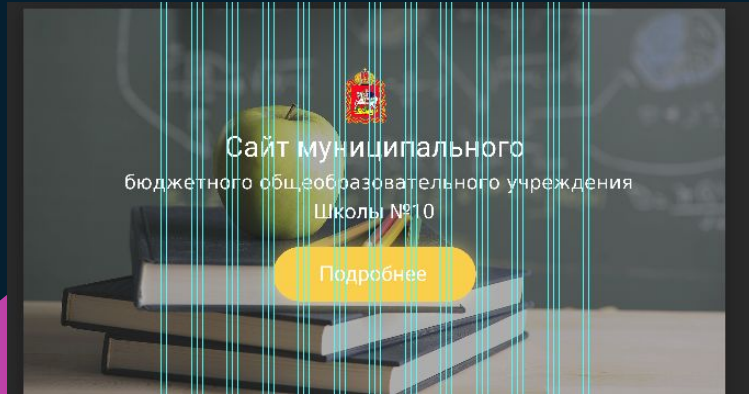 Сайт муниципального
бюджетного общеобразовательного учреждения
Школы №10
Подробнее